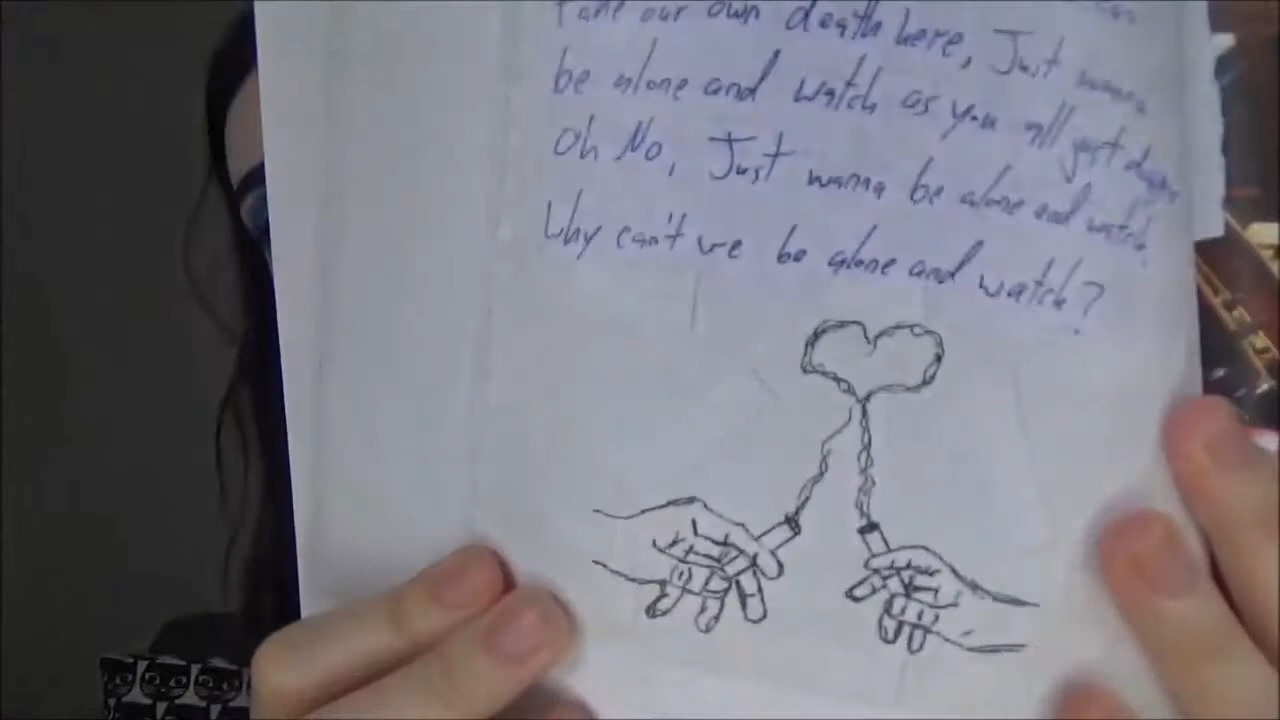 our own death here, Just wanna
be alone and watch as you all just
Oh No, Just wanna be alone and watch.
Why can't we be alone and watch?